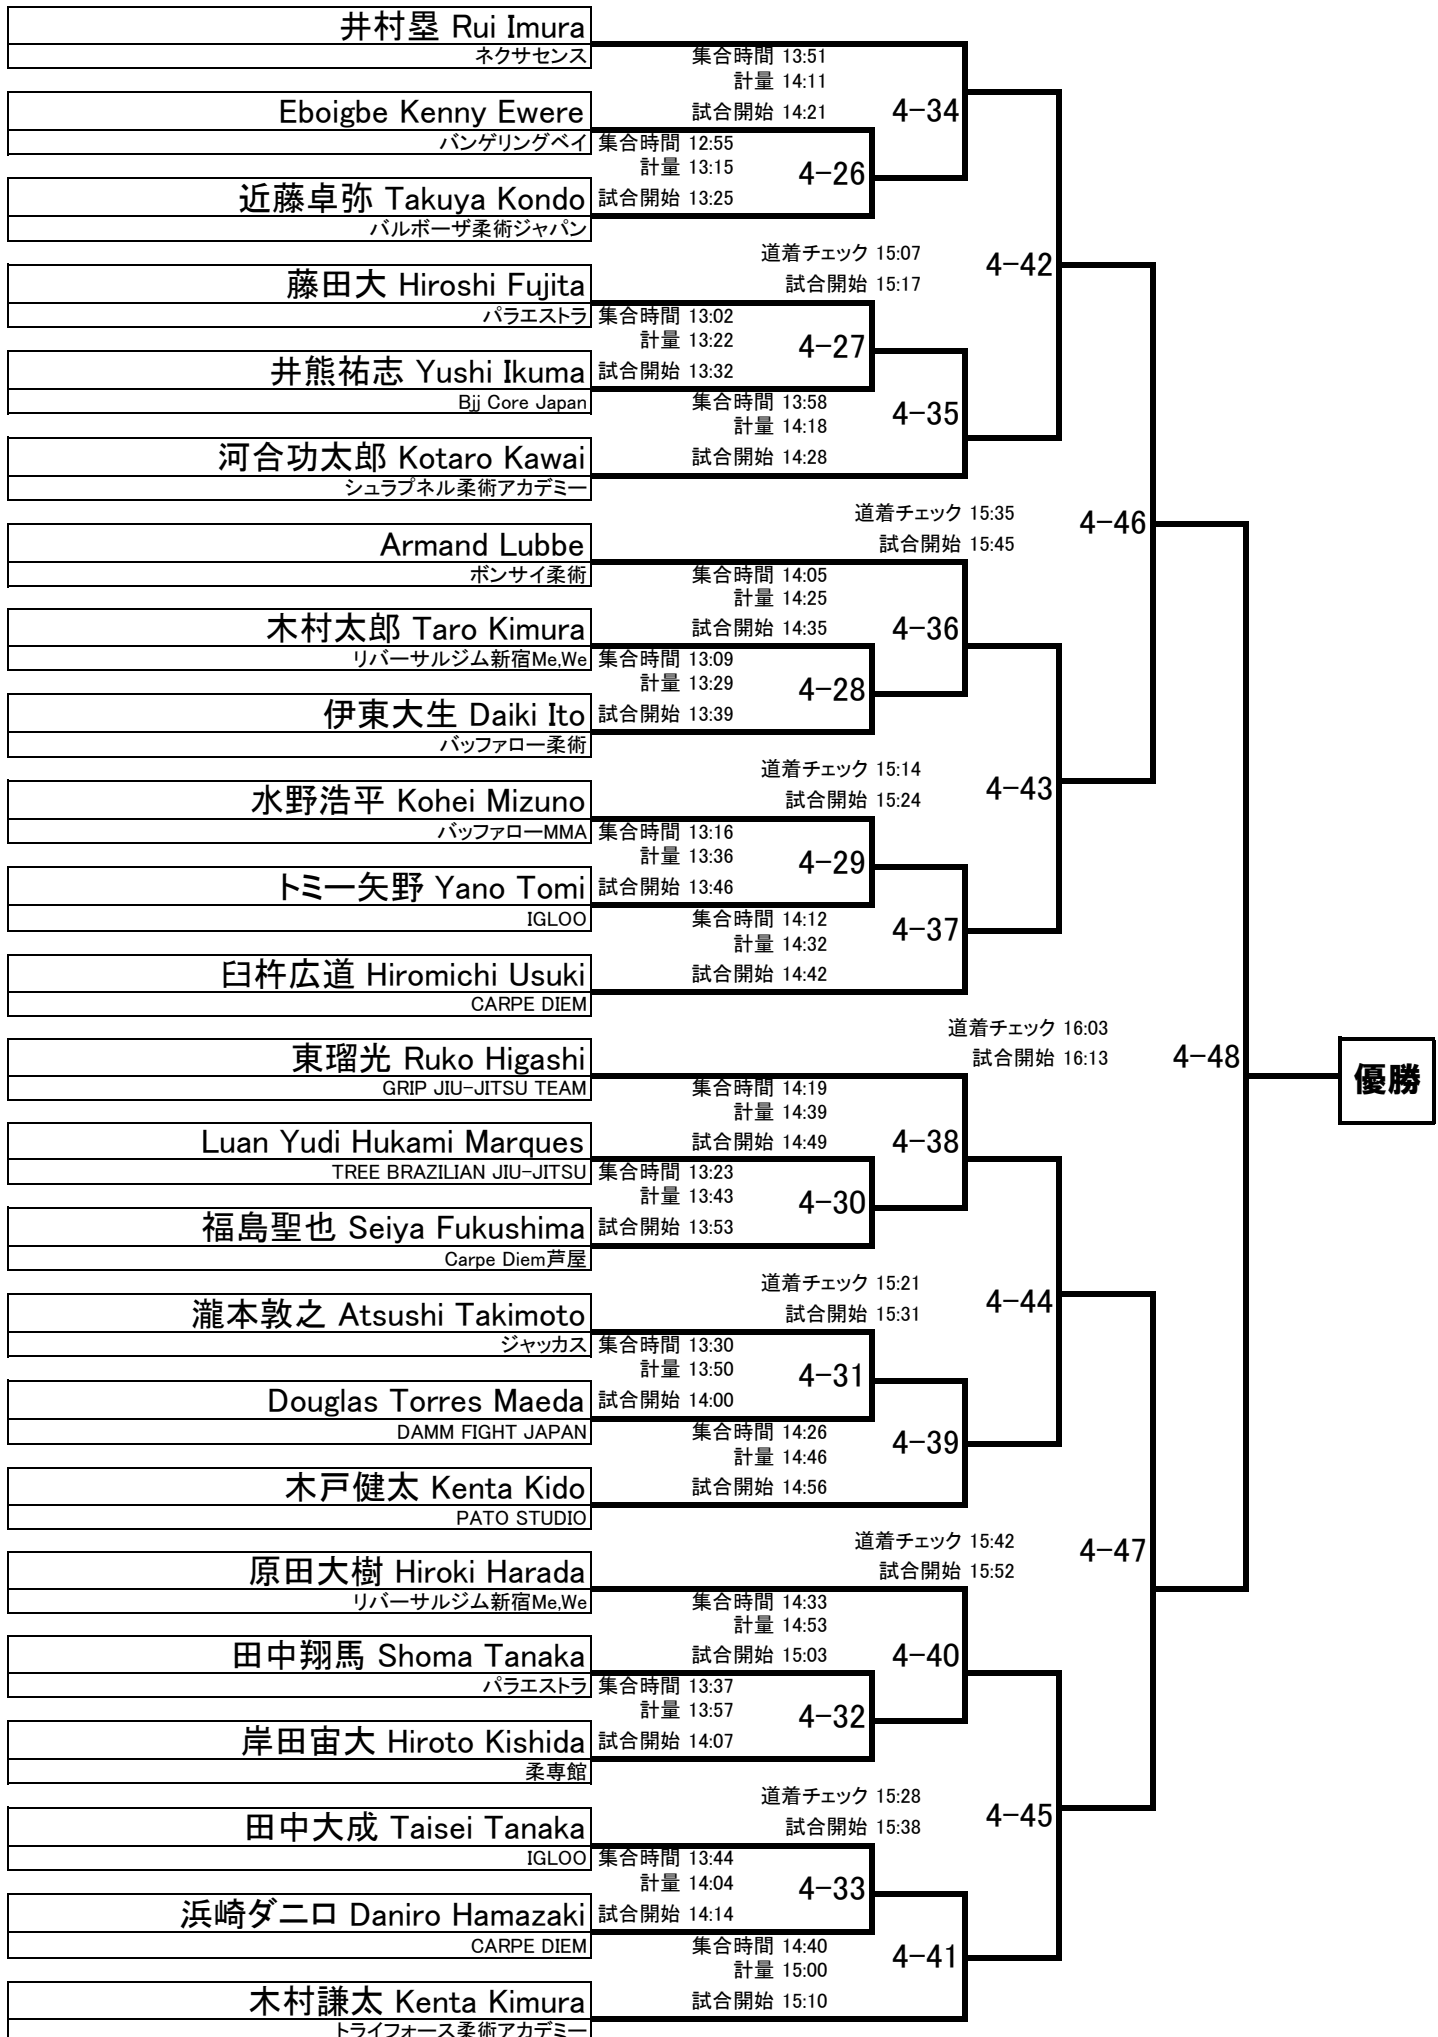 井村塁 Rui Imura
ネクサセンス
集合時間 13:51
計量 14:11
試合開始 14:21
4-34
Eboigbe Kenny Ewere
バンゲリングベイ
集合時間 12:55
計量 13:15
試合開始 13:25
4-26
近藤卓弥 Takuya Kondo
バルボーザ柔術ジャパン
道着チェック 15:07
試合開始 15:17
4-42
藤田大 Hiroshi Fujita
パラエストラ
集合時間 13:02
計量 13:22
試合開始 13:32
4-27
井熊祐志 Yushi Ikuma
Bjj Core Japan
集合時間 13:58
計量 14:18
試合開始 14:28
4-35
河合功太郎 Kotaro Kawai
シュラプネル柔術アカデミー
道着チェック 15:35
試合開始 15:45
4-46
Armand Lubbe
ボンサイ柔術
集合時間 14:05
計量 14:25
試合開始 14:35
4-36
木村太郎 Taro Kimura
リバーサルジム新宿Me,We
集合時間 13:09
計量 13:29
試合開始 13:39
4-28
伊東大生 Daiki Ito
バッファロー柔術
道着チェック 15:14
試合開始 15:24
4-43
水野浩平 Kohei Mizuno
バッファローMMA
集合時間 13:16
計量 13:36
試合開始 13:46
4-29
トミー矢野 Yano Tomi
IGLOO
集合時間 14:12
計量 14:32
試合開始 14:42
4-37
臼杵広道 Hiromichi Usuki
CARPE DIEM
道着チェック 16:03
試合開始 16:13
4-48
優勝
東瑠光 Ruko Higashi
GRIP JIU-JITSU TEAM
集合時間 14:19
計量 14:39
試合開始 14:49
4-38
Luan Yudi Hukami Marques
TREE BRAZILIAN JIU-JITSU
集合時間 13:23
計量 13:43
試合開始 13:53
4-30
福島聖也 Seiya Fukushima
Carpe Diem芦屋
道着チェック 15:21
試合開始 15:31
4-44
瀧本敦之 Atsushi Takimoto
ジャッカス
集合時間 13:30
計量 13:50
試合開始 14:00
4-31
Douglas Torres Maeda
DAMM FIGHT JAPAN
集合時間 14:26
計量 14:46
試合開始 14:56
4-39
木戸健太 Kenta Kido
PATO STUDIO
道着チェック 15:42
試合開始 15:52
4-47
原田大樹 Hiroki Harada
リバーサルジム新宿Me,We
集合時間 14:33
計量 14:53
試合開始 15:03
4-40
田中翔馬 Shoma Tanaka
パラエストラ
集合時間 13:37
計量 13:57
試合開始 14:07
4-32
岸田宙大 Hiroto Kishida
柔専館
道着チェック 15:28
試合開始 15:38
4-45
田中大成 Taisei Tanaka
IGLOO
集合時間 13:44
計量 14:04
試合開始 14:14
4-33
浜崎ダニロ Daniro Hamazaki
CARPE DIEM
集合時間 14:40
計量 15:00
試合開始 15:10
4-41
木村謙太 Kenta Kimura
トライフォース柔術アカデミー